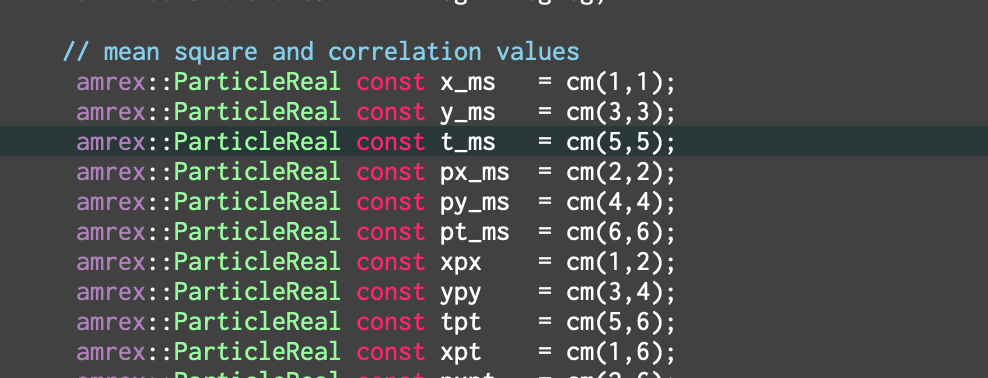 // mean square and correlation values
amrex::ParticleReal const x_ms   = cm(1,1);
amrex::ParticleReal const y_ms   = cm(3,3);
amrex::ParticleReal const t_ms   = cm(5,5);
amrex::ParticleReal const px_ms  = cm(2,2);
amrex::ParticleReal const py_ms  = cm(4,4);
amrex::ParticleReal const pt_ms  = cm(6,6);
amrex::ParticleReal const xpx    = cm(1,2);
amrex::ParticleReal const ypy    = cm(3,4);
amrex::ParticleReal const tpt    = cm(5,6);
amrex::ParticleReal const xpt    = cm(1,6);